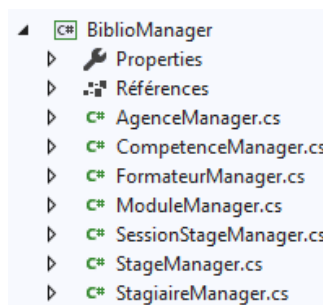 C# BiblioManager
Properties
Références
C# AgenceManager.cs
C# CompetenceManager.cs
C# FormateurManager.cs
C# ModuleManager.cs
C# SessionStageManager.cs
C# StageManager.cs
C# StagiaireManager.cs